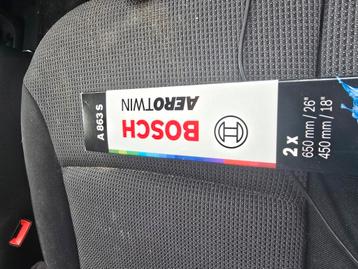 A 863 S
AEROTWIN
BOSCH
2 x
650 mm / 26"
450 mm / 18"